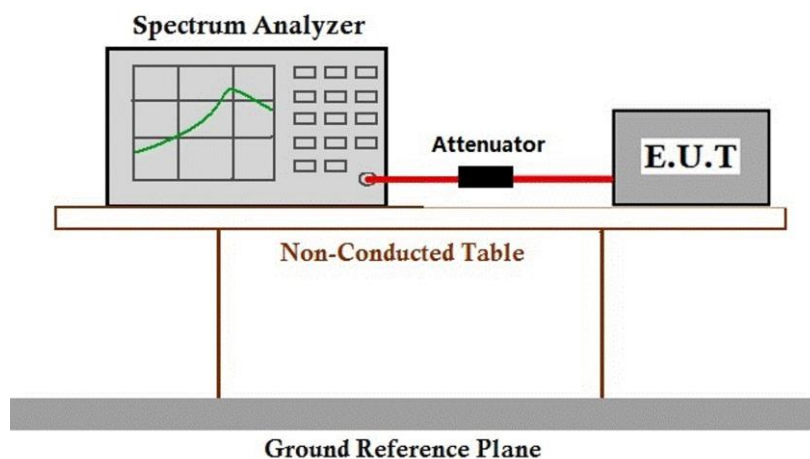 Spectrum Analyzer
Attenuator
E.U.T
Non-Conducted Table
Ground Reference Plane